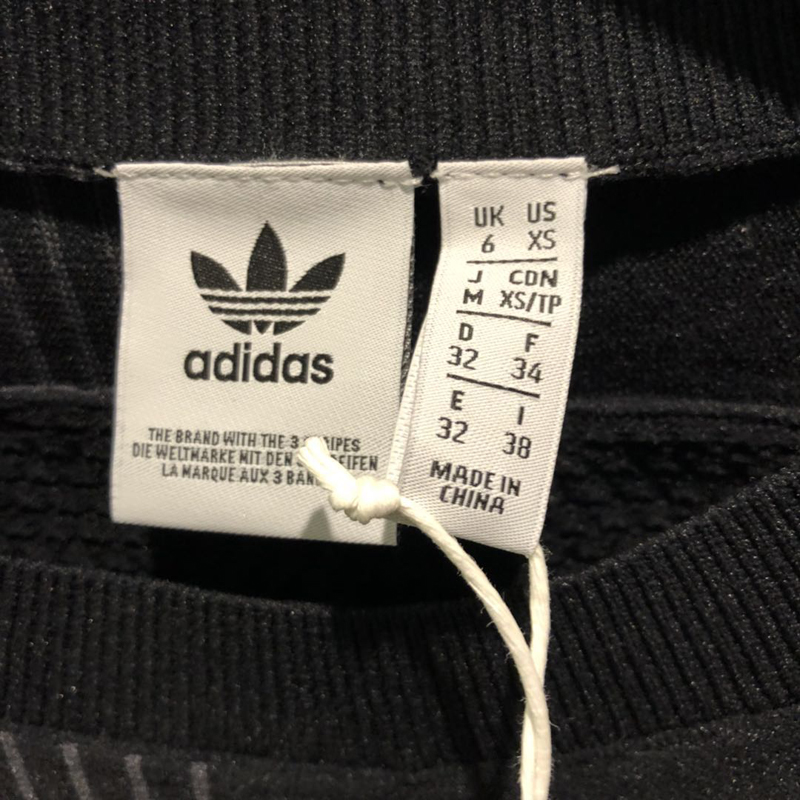 adidas
THE BRAND WITH THE 3
DIE WELTMARKE MIT DEN
LA MARQUE AUX 3
UK US
6 XS
J CDN
M XS/TP
D F
32 34
E I
32 38
MADE IN
CHINA